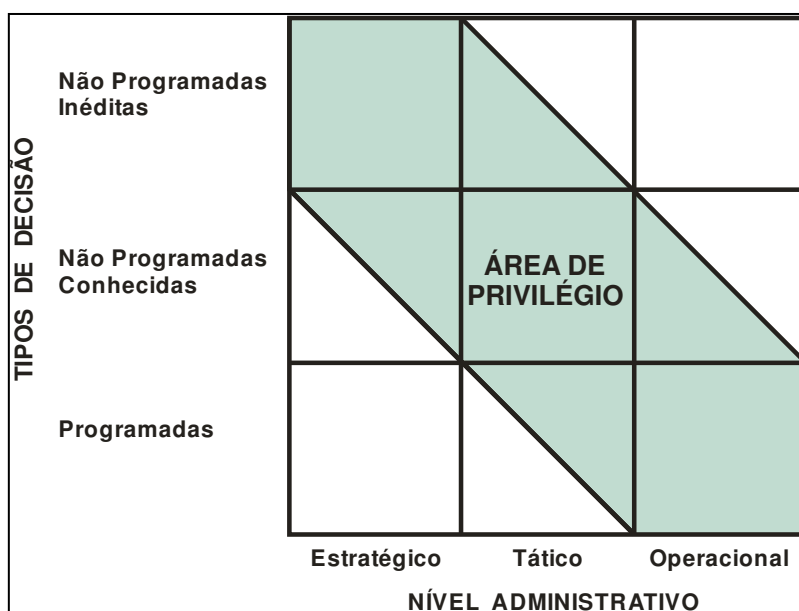 Não Programadas
Inéditas
TIPOS DE DECISÃO
Não Programadas
Conhecidas
ÁREA DE
PRIVILÉGIO
Programadas
Estratégico Tático Operacional
NÍVEL ADMINISTRATIVO